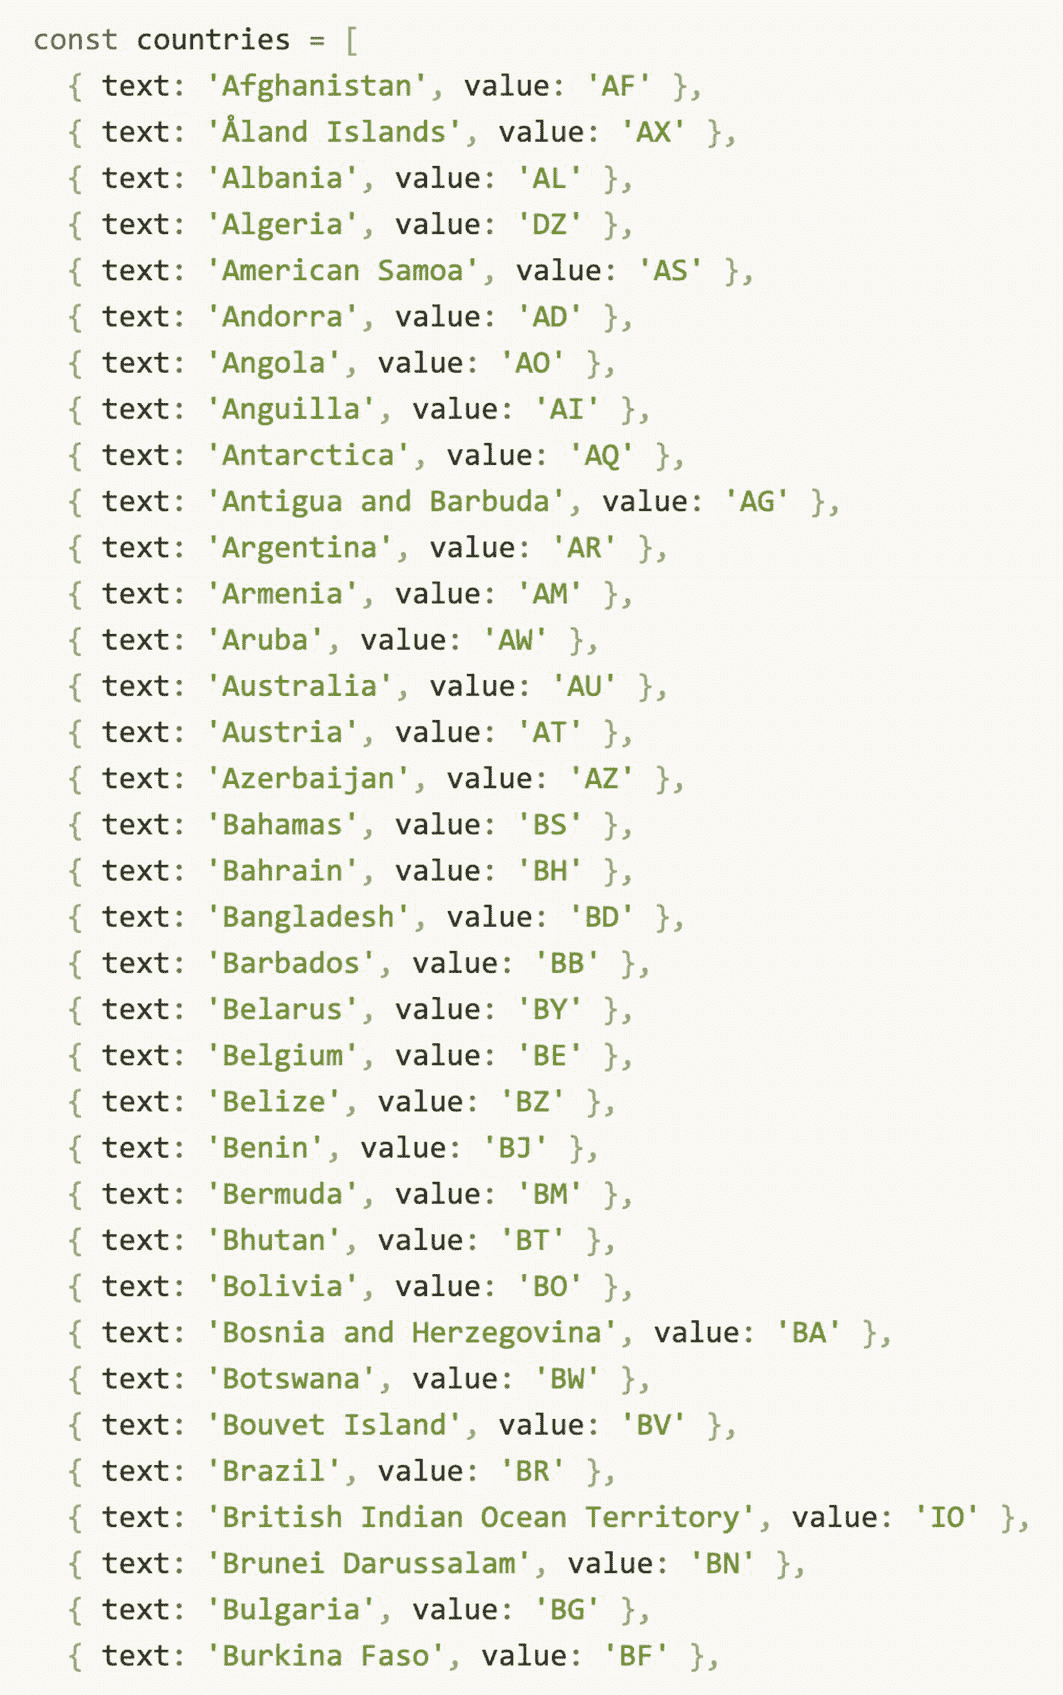 const countries = [
{ text: 'Afghanistan', value: 'AF' },
{ text: 'Åland Islands', value: 'AX' },
{ text: 'Albania', value: 'AL' },
{ text: 'Algeria', value: 'DZ' },
{ text: 'American Samoa', value: 'AS' },
{ text: 'Andorra', value: 'AD' },
{ text: 'Angola', value: 'AO' },
{ text: 'Anguilla', value: 'AI' },
{ text: 'Antarctica', value: 'AQ' },
{ text: 'Antigua and Barbuda', value: 'AG' },
{ text: 'Argentina', value: 'AR' },
{ text: 'Armenia', value: 'AM' },
{ text: 'Aruba', value: 'AW' },
{ text: 'Australia', value: 'AU' },
{ text: 'Austria', value: 'AT' },
{ text: 'Azerbaijan', value: 'AZ' },
{ text: 'Bahamas', value: 'BS' },
{ text: 'Bahrain', value: 'BH' },
{ text: 'Bangladesh', value: 'BD' },
{ text: 'Barbados', value: 'BB' },
{ text: 'Belarus', value: 'BY' },
{ text: 'Belgium', value: 'BE' },
{ text: 'Belize', value: 'BZ' },
{ text: 'Benin', value: 'BJ' },
{ text: 'Bermuda', value: 'BM' },
{ text: 'Bhutan', value: 'BT' },
{ text: 'Bolivia', value: 'BO' },
{ text: 'Bosnia and Herzegovina', value: 'BA' },
{ text: 'Botswana', value: 'BW' },
{ text: 'Bouvet Island', value: 'BV' },
{ text: 'Brazil', value: 'BR' },
{ text: 'British Indian Ocean Territory', value: 'IO' },
{ text: 'Brunei Darussalam', value: 'BN' },
{ text: 'Bulgaria', value: 'BG' },
{ text: 'Burkina Faso', value: 'BF' },